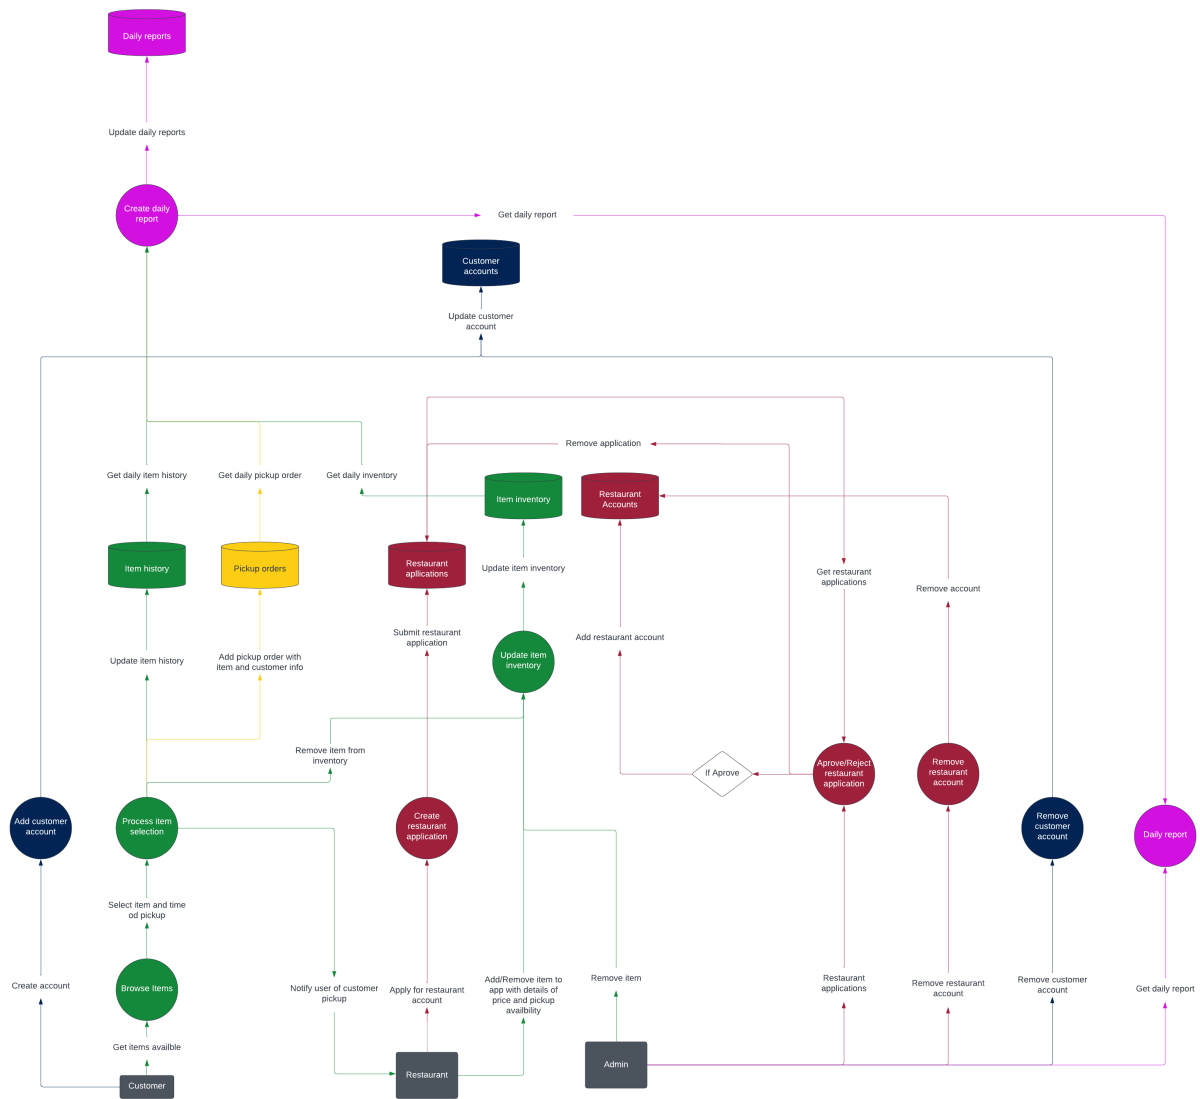 Daily reports
Update daily reports
Create daily
report
Get daily report
Customer
accounts
Update customer
account
Remove application
Get daily item history
Get daily pickup order
Get daily inventory
Item inventory
Restaurant
Accounts
Item history
Pickup orders
Restaurant
apllications
Update item inventory
Get restaurant
applications
Remove account
Submit restaurant
application
Add restaurant account
Update item history
Add pickup order with
item and customer info
Update item
inventory
Remove item from
inventory
If Aprove
Aprove/Reject
restaurant
application
Remove
restaurant
account
Add customer
account
Process item
selection
Create
restaurant
application
Remove
customer
account
Daily report
Select item and time
od pickup
Create account
Browse Items
Notify user of customer
pickup
Apply for restaurant
account
Add/Remove item to
app with details of
price and pickup
availbility
Remove item
Restaurant
applications
Remove restaurant
account
Remove customer
account
Get daily report
Get items availble
Customer
Restaurant
Admin